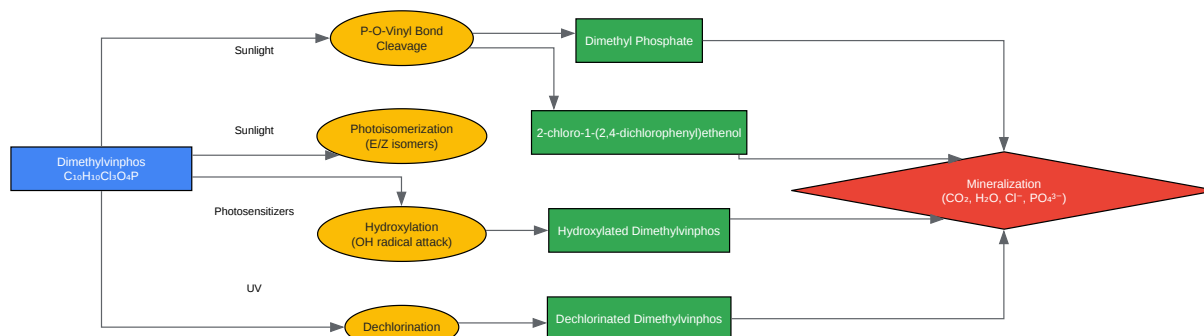 P-O-Vinyl Bond
Cleavage
Dimethyl Phosphate
Sunlight
2-chloro-1-(2,4-dichlorophenyl)ethenol
Sunlight
Photoisomerization
(E/Z isomers)
Dimethylvinphos
C₁₀H₁₀Cl₃O₄P
Mineralization
(CO₂, H₂O, Cl⁻, PO₄³⁻)
Photosensitizers
Hydroxylation
(OH radical attack)
Hydroxylated Dimethylvinphos
UV
Dechlorination
Dechlorinated Dimethylvinphos